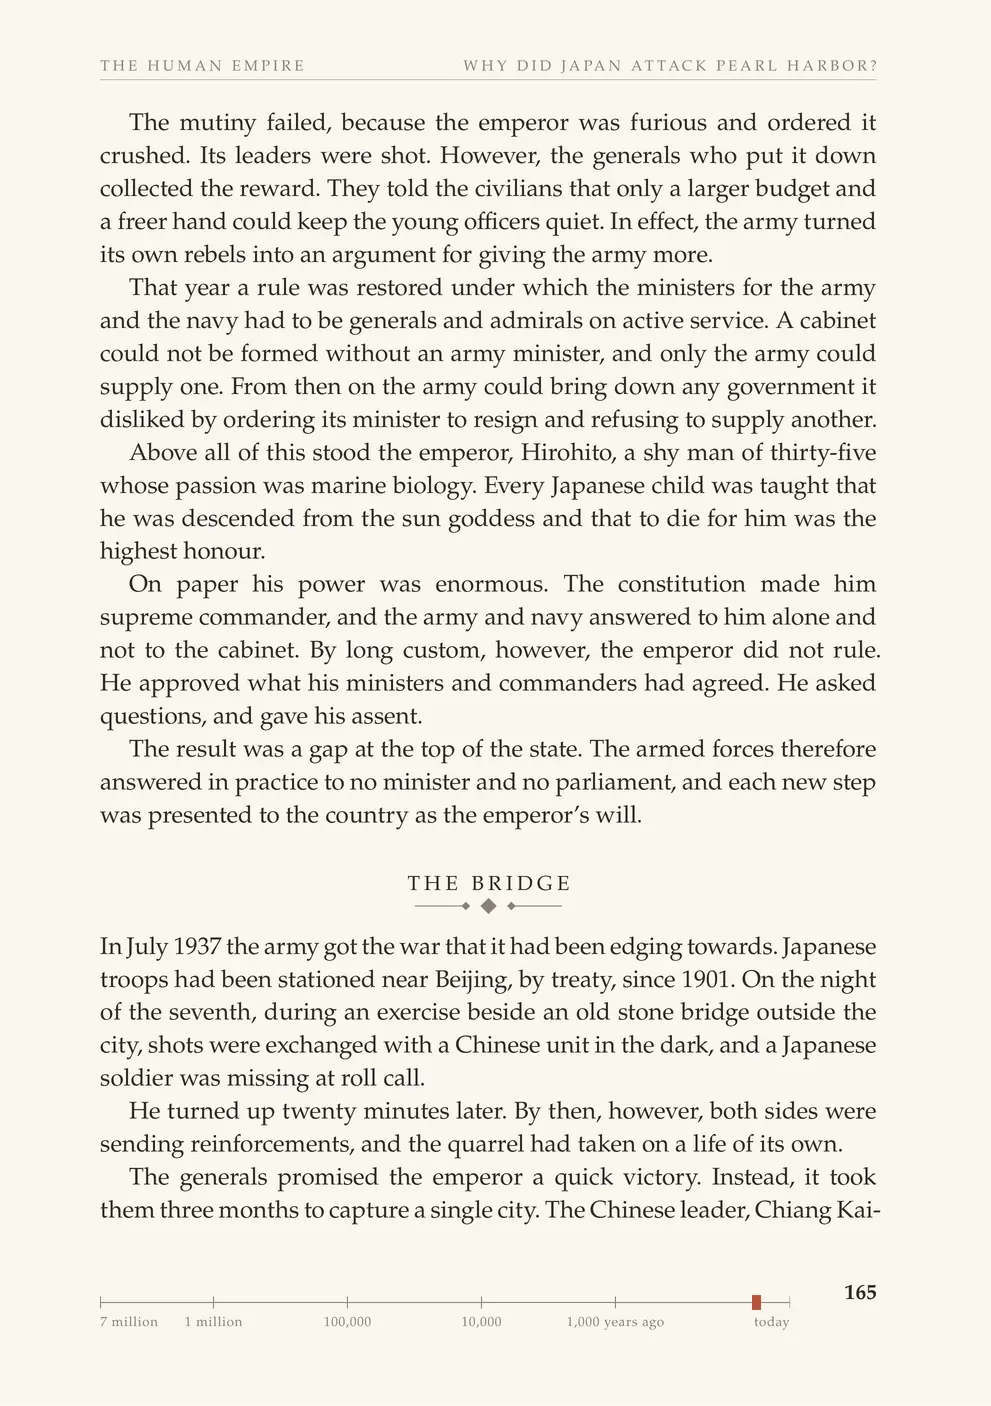 THE HUMAN EMPIRE
WHY DID JAPAN ATTACK PEARL HARBOR?
The mutiny failed, because the emperor was furious and ordered it
crushed. Its leaders were shot. However, the generals who put it down
collected the reward. They told the civilians that only a larger budget and
a freer hand could keep the young officers quiet. In effect, the army turned
its own rebels into an argument for giving the army more.
That year a rule was restored under which the ministers for the army
and the navy had to be generals and admirals on active service. A cabinet
could not be formed without an army minister, and only the army could
supply one. From then on the army could bring down any government it
disliked by ordering its minister to resign and refusing to supply another.
Above all of this stood the emperor, Hirohito, a shy man of thirty-five
whose passion was marine biology. Every Japanese child was taught that
he was descended from the sun goddess and that to die for him was the
highest honour.
On paper his power was enormous. The constitution made him
supreme commander, and the army and navy answered to him alone and
not to the cabinet. By long custom, however, the emperor did not rule.
He approved what his ministers and commanders had agreed. He asked
questions, and gave his assent.
The result was a gap at the top of the state. The armed forces therefore
answered in practice to no minister and no parliament, and each new step
was presented to the country as the emperor’s will.
THE BRIDGE
In July 1937 the army got the war that it had been edging towards. Japanese
troops had been stationed near Beijing, by treaty, since 1901. On the night
of the seventh, during an exercise beside an old stone bridge outside the
city, shots were exchanged with a Chinese unit in the dark, and a Japanese
soldier was missing at roll call.
He turned up twenty minutes later. By then, however, both sides were
sending reinforcements, and the quarrel had taken on a life of its own.
The generals promised the emperor a quick victory. Instead, it took
them three months to capture a single city. The Chinese leader, Chiang Kai-
165
7 million 1 million 100,000 10,000 1,000 years ago today